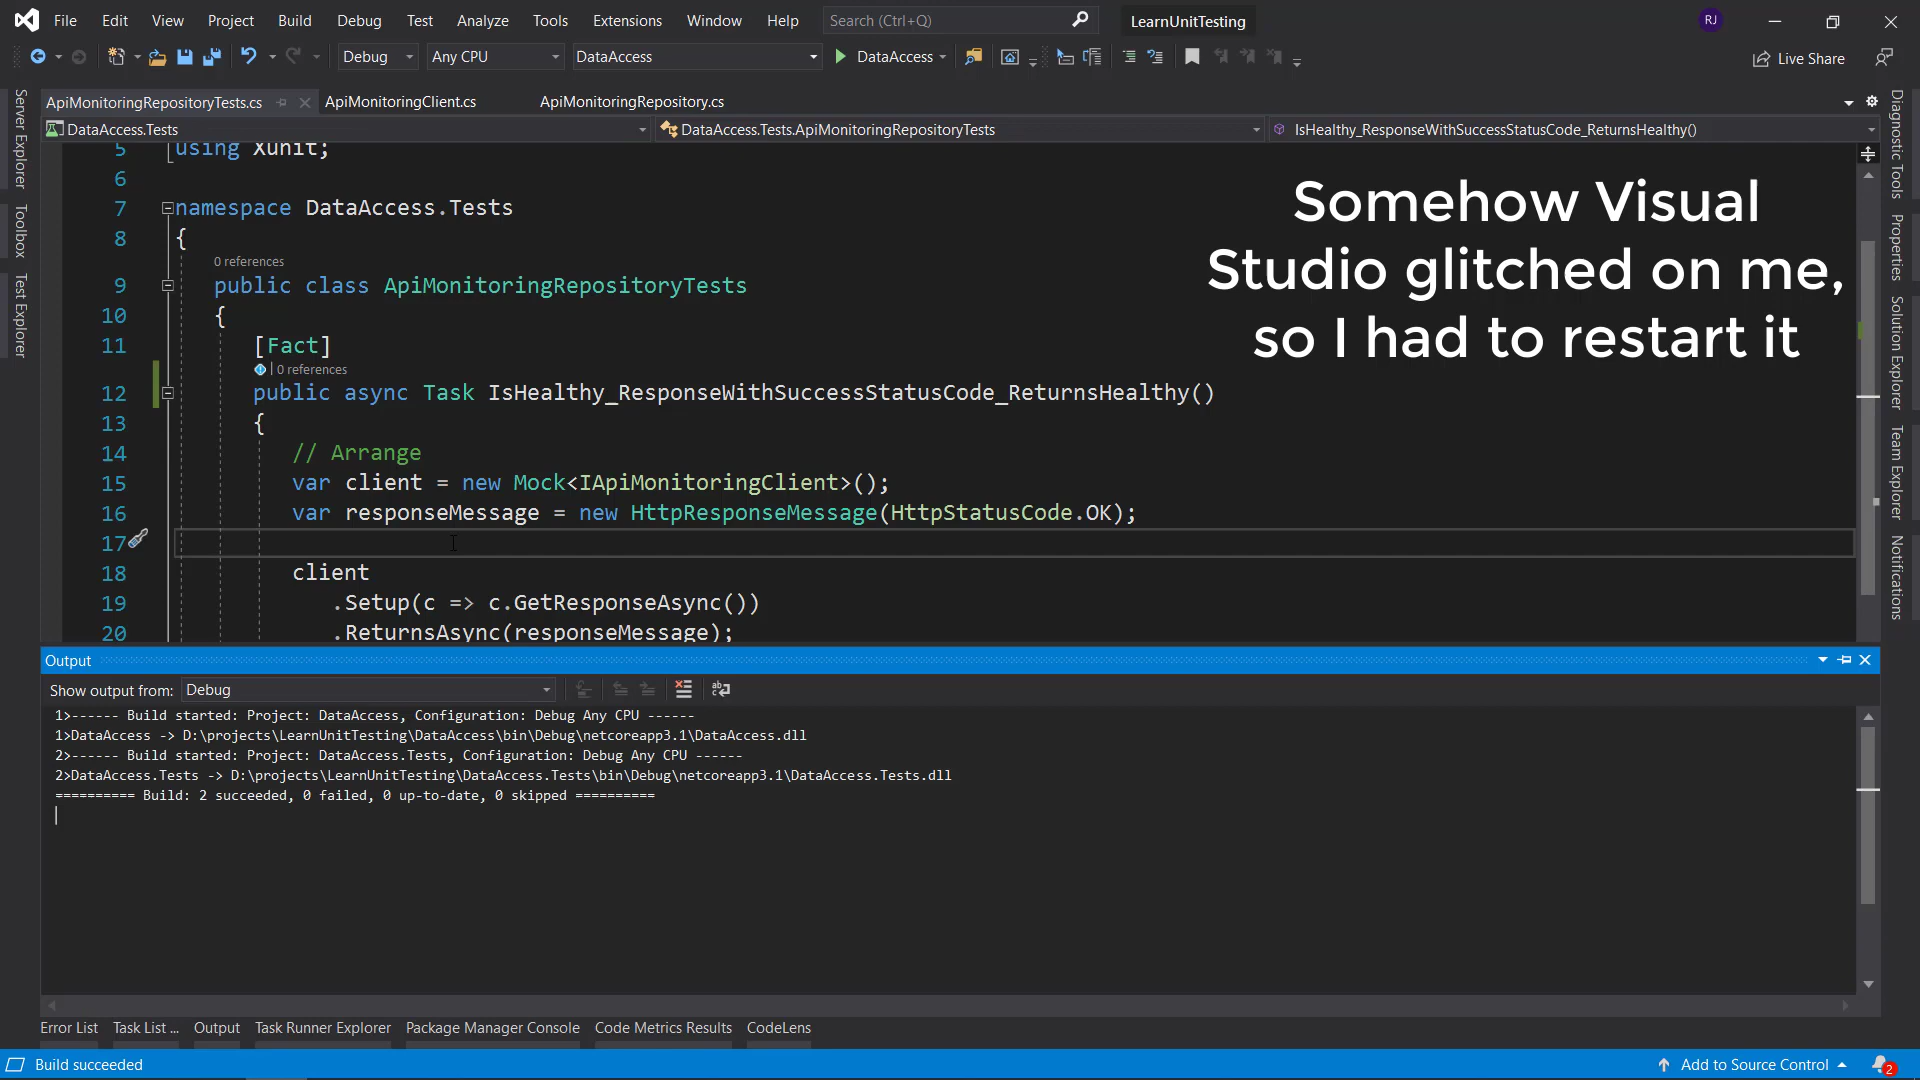 File Edit View Project Build Debug Test Analyze Tools Extensions Window Help Search (Ctrl+Q) LearnUnitTesting RJ
Debug Any CPU DataAccess DataAccess Live Share
ApiMonitoringRepositoryTests.cs ApiMonitoringClient.cs ApiMonitoringRepository.cs
DataAccess.Tests DataAccess.Tests.ApiMonitoringRepositoryTests IsHealthy_ResponseWithSuccessStatusCode_ReturnsHealthy()
Server Explorer
Toolbox
Test Explorer
5 using Xunit;
6
7 namespace DataAccess.Tests
8 {
0 references
9 public class ApiMonitoringRepositoryTests
10 {
11 [Fact]
0 references
12 public async Task IsHealthy_ResponseWithSuccessStatusCode_ReturnsHealthy()
13 {
14 // Arrange
15 var client = new Mock<IApiMonitoringClient>();
16 var responseMessage = new HttpResponseMessage(HttpStatusCode.OK);
17
18 client
19 .Setup(c => c.GetResponseAsync())
20 .ReturnsAsync(responseMessage);
Somehow Visual
Studio glitched on me,
so I had to restart it
Diagnostic Tools
Properties
Solution Explorer
Team Explorer
Notifications
Output
Show output from: Debug
1>------ Build started: Project: DataAccess, Configuration: Debug Any CPU ------
1>DataAccess -> D:\projects\LearnUnitTesting\DataAccess\bin\Debug\netcoreapp3.1\DataAccess.dll
2>------ Build started: Project: DataAccess.Tests, Configuration: Debug Any CPU ------
2>DataAccess.Tests -> D:\projects\LearnUnitTesting\DataAccess.Tests\bin\Debug\netcoreapp3.1\DataAccess.Tests.dll
========== Build: 2 succeeded, 0 failed, 0 up-to-date, 0 skipped ==========
Error List Task List ... Output Task Runner Explorer Package Manager Console Code Metrics Results CodeLens
Build succeeded Add to Source Control 2